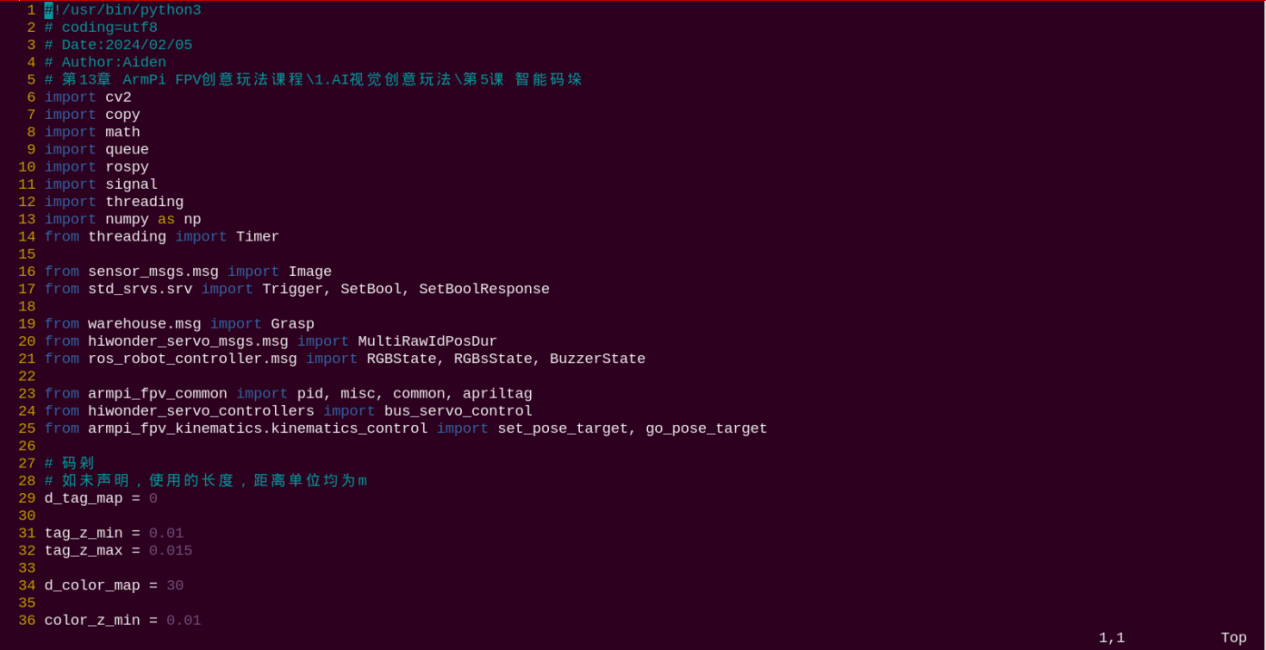 1 #!/usr/bin/python3
2 # coding=utf8
3 # Date:2024/02/05
4 # Author:Aiden
5 # 第13章 ArmPi FPV创意玩法课程\1.AI视觉创意玩法\第5课 智能码垛
6 import cv2
7 import copy
8 import math
9 import queue
10 import rospy
11 import signal
12 import threading
13 import numpy as np
14 from threading import Timer
15
16 from sensor_msgs.msg import Image
17 from std_srvs.srv import Trigger, SetBool, SetBoolResponse
18
19 from warehouse.msg import Grasp
20 from hiwonder_servo_msgs.msg import MultiRawIdPosDur
21 from ros_robot_controller.msg import RGBState, RGBsState, BuzzerState
22
23 from armpi_fpv_common import pid, misc, common, apriltag
24 from hiwonder_servo_controllers import bus_servo_control
25 from armpi_fpv_kinematics.kinematics_control import set_pose_target, go_pose_target
26
27 # 码剁
28 # 如未声明，使用的长度，距离单位均为m
29 d_tag_map = 0
30
31 tag_z_min = 0.01
32 tag_z_max = 0.015
33
34 d_color_map = 30
35
36 color_z_min = 0.01
1,1 Top